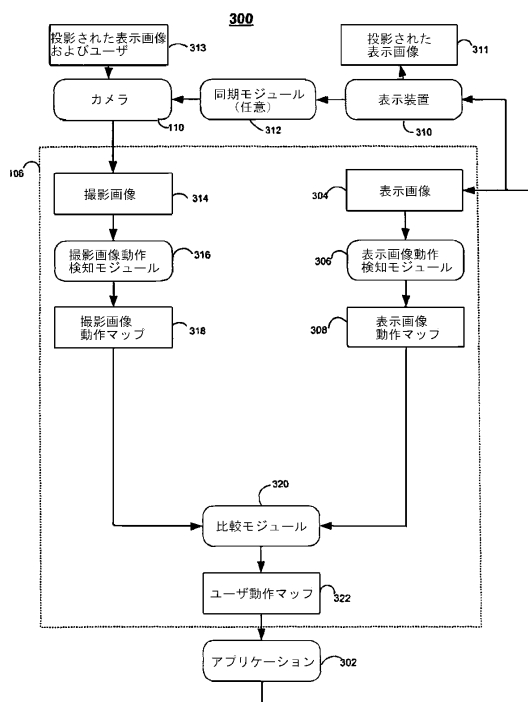 300
投影された表示画像
およびユーザ
313
投影された
表示画像
311
カメラ
110
同期モジュール
(任意)
312
表示装置
310
108
撮影画像
314
304
表示画像
撮影画像動作
検知モジュール
316
306
表示画像動作
検知モジュール
撮影画像
動作マップ
318
308
表示画像
動作マッフ
320
比較モジュール
ユーザ動作マッフ
322
アプリケーション
302